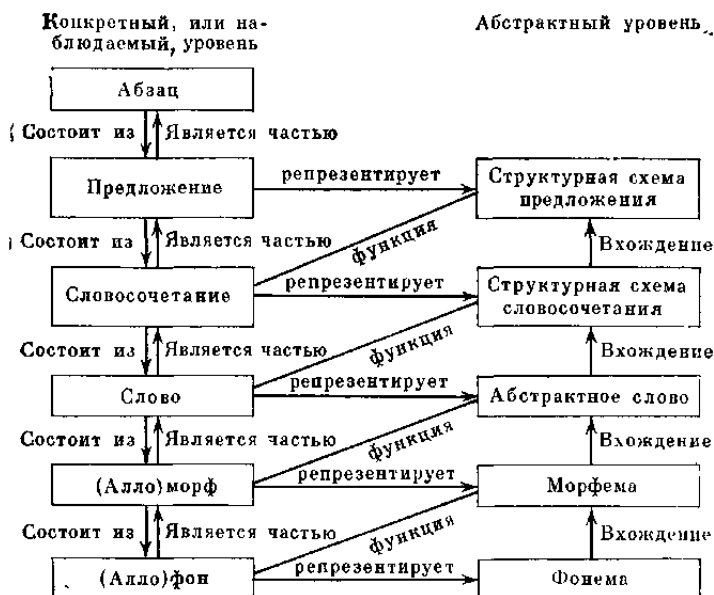 Конкретный, или на-
блюдаемый, уровень
Абстрактный уровень
Абзац
Состоит из Является частью
Предложение
репрезентирует
Структурная схема
предложения
Состоит из Является частью
функция
Вхождение
Словосочетание
репрезентирует
Структурная схема
словосочетания
Состоит из Является частью
функция
Вхождение
Слово
репрезентирует
Абстрактное слово
Состоит из Является частью
функция
Вхождение
(Алло)морф
репрезентирует
Морфема
Состоит из Является частью
функция
Вхождение
(Алло)фон
репрезентирует
Фонема